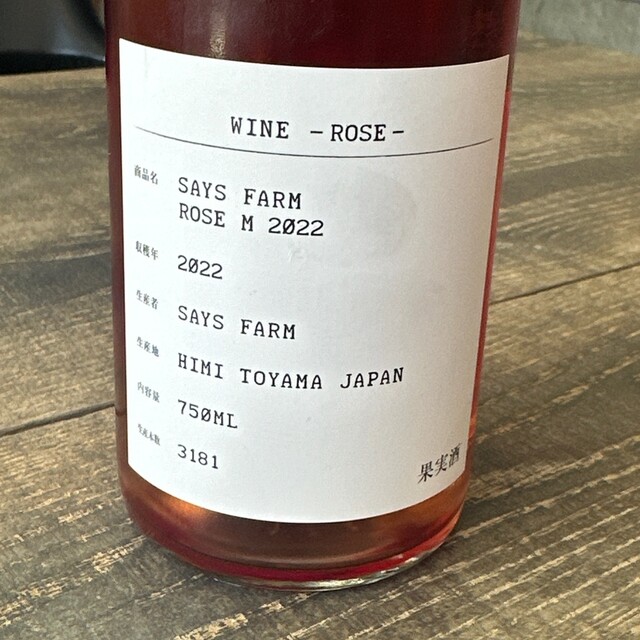 WINE -ROSE-
商品名 SAYS FARM
ROSE M 2022
収穫年 2022
生産者 SAYS FARM
生産地 HIMI TOYAMA JAPAN
内容量 750ML
生産本数 3181
果実酒